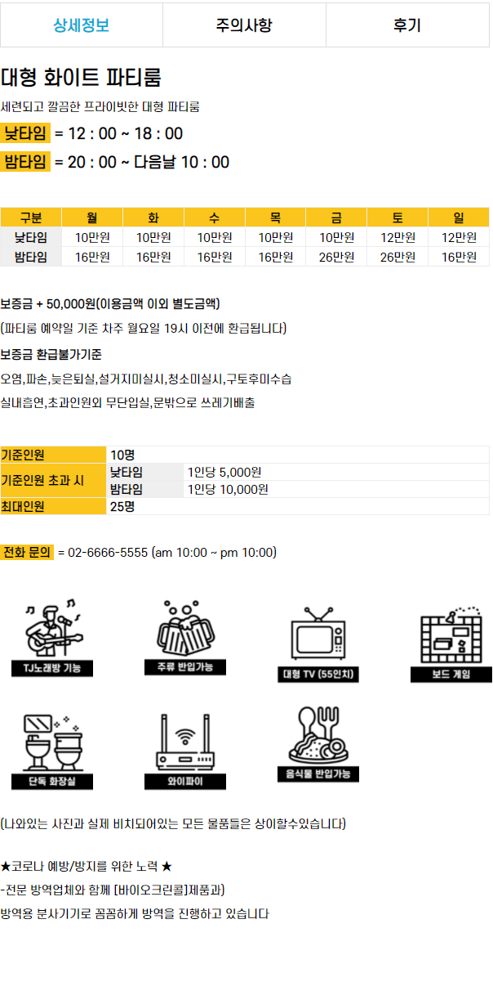 상세정보 주의사항 후기
대형 화이트 파티룸
세련되고 깔끔한 프라이빗한 대형 파티룸
낮타임 = 12 : 00 ~ 18 : 00
밤타임 = 20 : 00 ~ 다음날 10 : 00
구분 월 화 수 목 금 토 일
낮타임 10만원 10만원 10만원 10만원 10만원 12만원 12만원
밤타임 16만원 16만원 16만원 16만원 26만원 26만원 16만원
보증금 + 50,000원(이용금액 이외 별도금액)
(파티룸 예약일 기준 차주 월요일 19시 이전에 환급됩니다)
보증금 환급불가기준
오염,파손,늦은퇴실,설거지미실시,청소미실시,구토후미수습
실내흡연,초과인원외 무단입실,문밖으로 쓰레기배출
기준인원 10명
기준인원 초과 시 낮타임 1인당 5,000원
밤타임 1인당 10,000원
최대인원 25명
전화 문의 = 02-6666-5555 (am 10:00 ~ pm 10:00)
TJ노래방 기능 주류 반입가능 대형 TV (55인치) 보드 게임
단독 화장실 와이파이 음식물 반입가능
(나와있는 사진과 실제 비치되어있는 모든 물품들은 상이할수있습니다)
★코로나 예방/방지를 위한 노력 ★
-전문 방역업체와 함께 [바이오크린콜]제품과)
방역용 분사기기로 꼼꼼하게 방역을 진행하고 있습니다